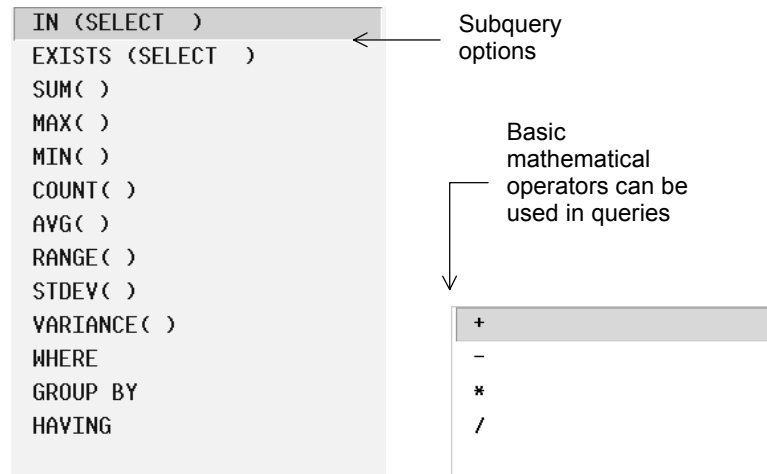 IN (SELECT  )
EXISTS (SELECT  )
SUM( )
MAX( )
MIN( )
COUNT( )
AVG( )
RANGE( )
STDEV( )
VARIANCE( )
WHERE
GROUP BY
HAVING
Subquery
options
Basic
mathematical
operators can be
used in queries
+
-
*
/